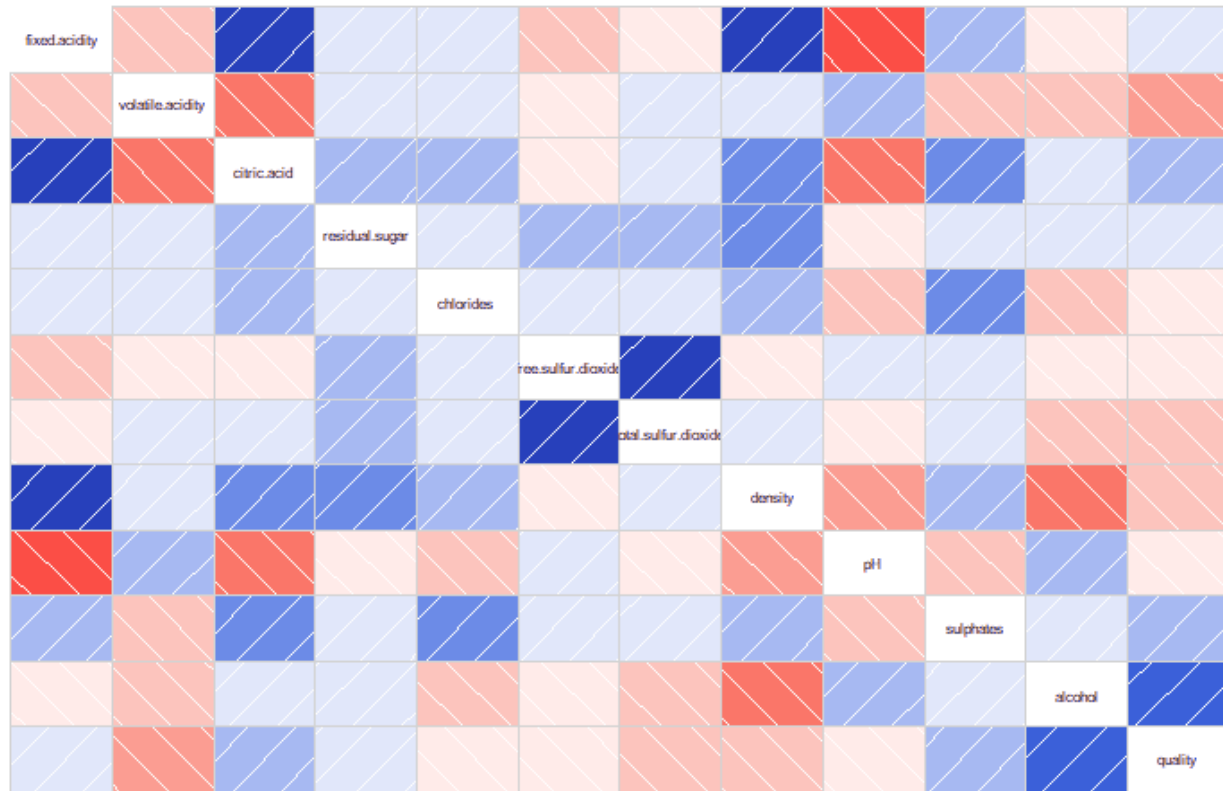 fixed.acidity
volatile.acidity
citric.acid
residual.sugar
chlorides
ree.sulfur.dioxide
otal.sulfur.dioxide
density
pH
sulphates
alcohol
quality